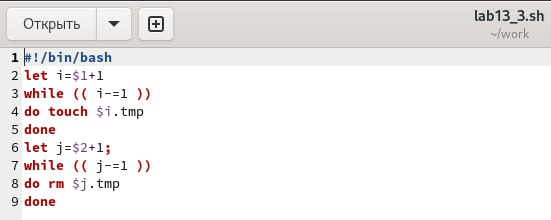 Открыть
lab13_3.sh
~/work
1 #!/bin/bash
2 let i=$1+1
3 while (( i-=1 ))
4 do touch $i.tmp
5 done
6 let j=$2+1;
7 while (( j-=1 ))
8 do rm $j.tmp
9 done